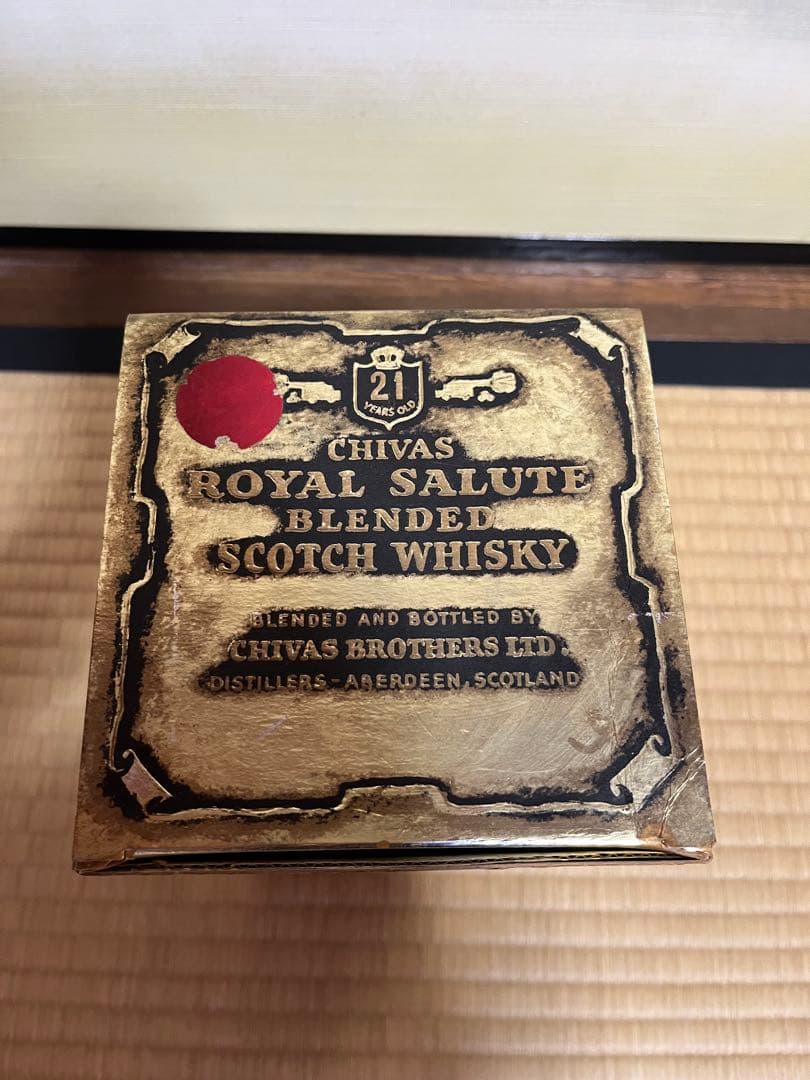 21
YEARS OLD
CHIVAS
ROYAL SALUTE
BLENDED
SCOTCH WHISKY
BLENDED AND BOTTLED BY
CHIVAS BROTHERS LTD.
DISTILLERS - ABERDEEN, SCOTLAND